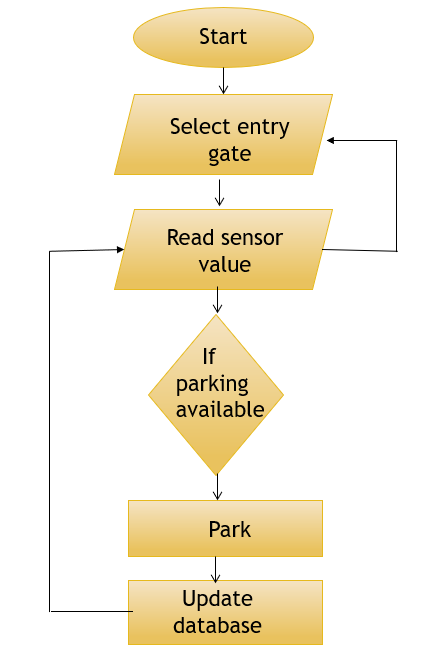 Start
Select entry
gate
Read sensor
value
If
parking
available
Park
Update
database